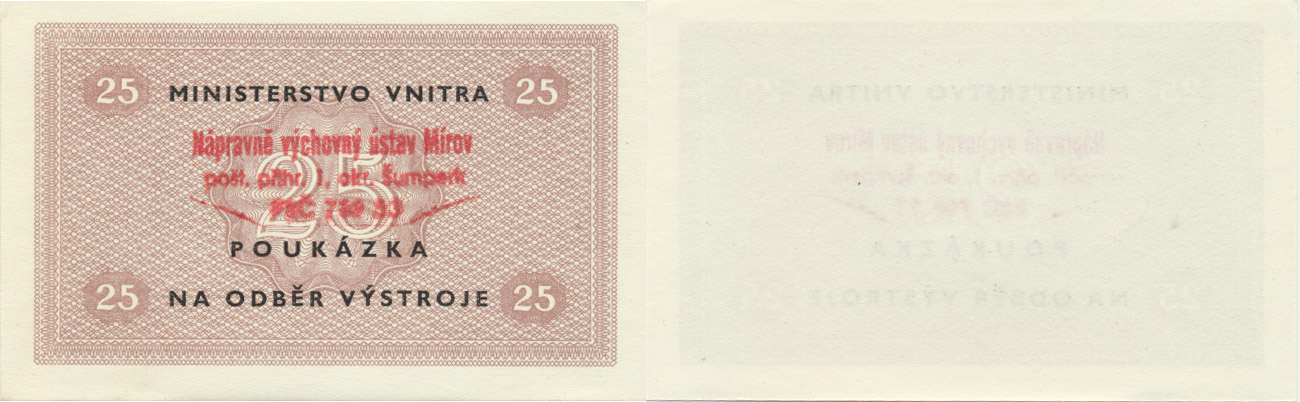 25 MINISTERSTVO VNITRA 25
Nápravně výchovný ústav Mírov
pošt. přihr. 1, okr. Šumperk
PSČ 789 53
25
POUKÁZKA
25 NA ODBĚR VÝSTROJE 25